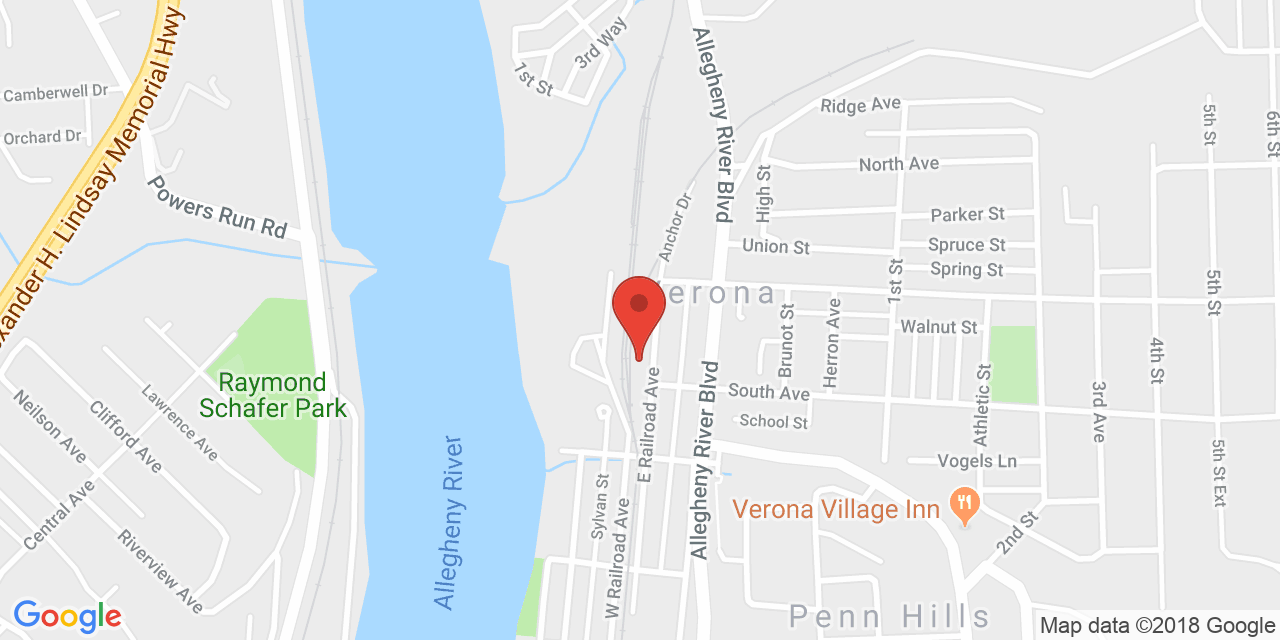 3rd Way
1st St
Allegheny River Blvd
Camberwell Dr
Orchard Dr
Alexander H. Lindsay Memorial Hwy
Powers Run Rd
Ridge Ave
North Ave
High St
Parker St
Union St
Spruce St
Spring St
5th St
6th St
Anchor Dr
1st St
Verona
Brunot St
Herron Ave
Walnut St
5th St
4th St
Raymond
Schafer Park
Lawrence Ave
Clifford Ave
Neilson Ave
Central Ave
Riverview Ave
Allegheny River
E Railroad Ave
W Railroad Ave
Sylvan St
South Ave
School St
Allegheny River Blvd
Athletic St
3rd Ave
Vogels Ln
5th St Ext
Verona Village Inn
2nd St
Penn Hills
Google
Map data ©2018 Google